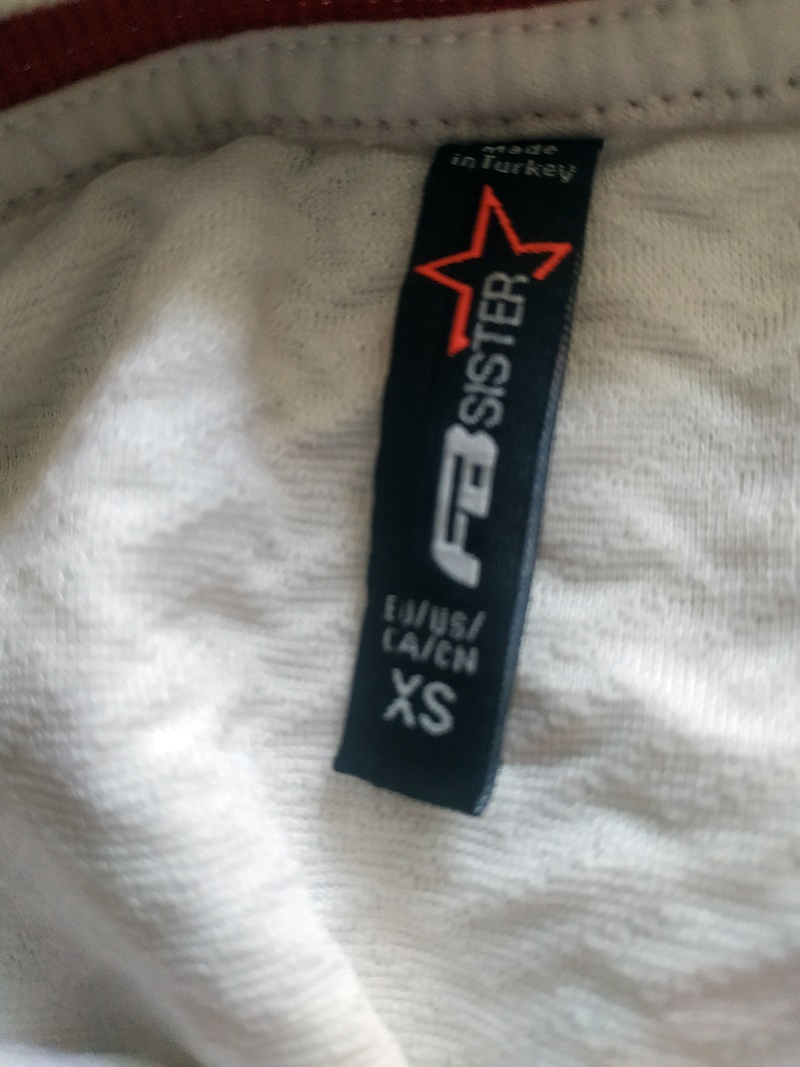 made
in Turkey
FB SISTER
EU/US/
CA/CN
XS